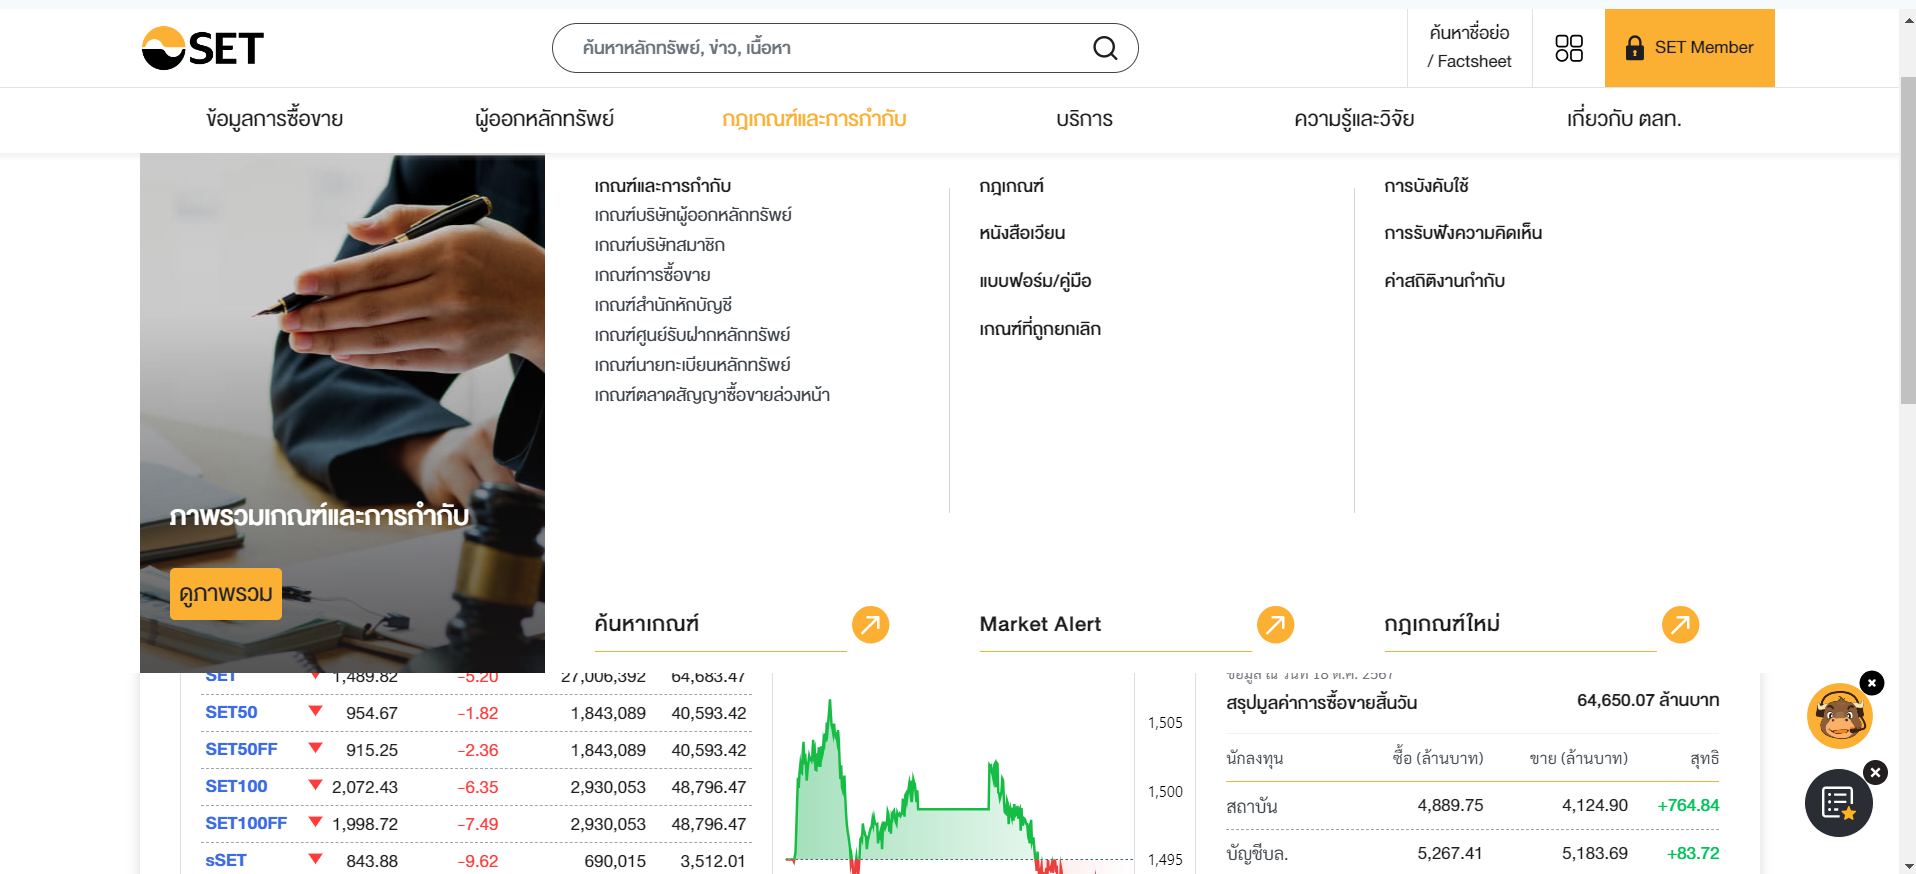 SET
ค้นหาหลักทรัพย์, ข่าว, เนื้อหา
ค้นหาชื่อย่อ
/ Factsheet
SET Member
ข้อมูลการซื้อขาย
ผู้ออกหลักทรัพย์
กฎเกณฑ์และการกำกับ
บริการ
ความรู้และวิจัย
เกี่ยวกับ ตลท.
ภาพรวมเกณฑ์และการกำกับ
ดูภาพรวม
เกณฑ์และการกำกับ
เกณฑ์บริษัทผู้ออกหลักทรัพย์
เกณฑ์บริษัทสมาชิก
เกณฑ์การซื้อขาย
เกณฑ์สำนักหักบัญชี
เกณฑ์ศูนย์รับฝากหลักทรัพย์
เกณฑ์นายทะเบียนหลักทรัพย์
เกณฑ์ตลาดสัญญาซื้อขายล่วงหน้า
กฎเกณฑ์
หนังสือเวียน
แบบฟอร์ม/คู่มือ
เกณฑ์ที่ถูกยกเลิก
การบังคับใช้
การรับฟังความคิดเห็น
ค่าสถิติงานกำกับ
ค้นหาเกณฑ์
Market Alert
กฎเกณฑ์ใหม่
SET 1,489.82 -5.20 27,006,392 64,683.47
SET50 954.67 -1.82 1,843,089 40,593.42
SET50FF 915.25 -2.36 1,843,089 40,593.42
SET100 2,072.43 -6.35 2,930,053 48,796.47
SET100FF 1,998.72 -7.49 2,930,053 48,796.47
sSET 843.88 -9.62 690,015 3,512.01
1,505
1,500
1,495
ข้อมูล ณ วันที่ 18 ต.ค. 2567
สรุปมูลค่าการซื้อขายสิ้นวัน 64,650.07 ล้านบาท
นักลงทุน ซื้อ (ล้านบาท) ขาย (ล้านบาท) สุทธิ
สถาบัน 4,889.75 4,124.90 +764.84
บัญชีบล. 5,267.41 5,183.69 +83.72